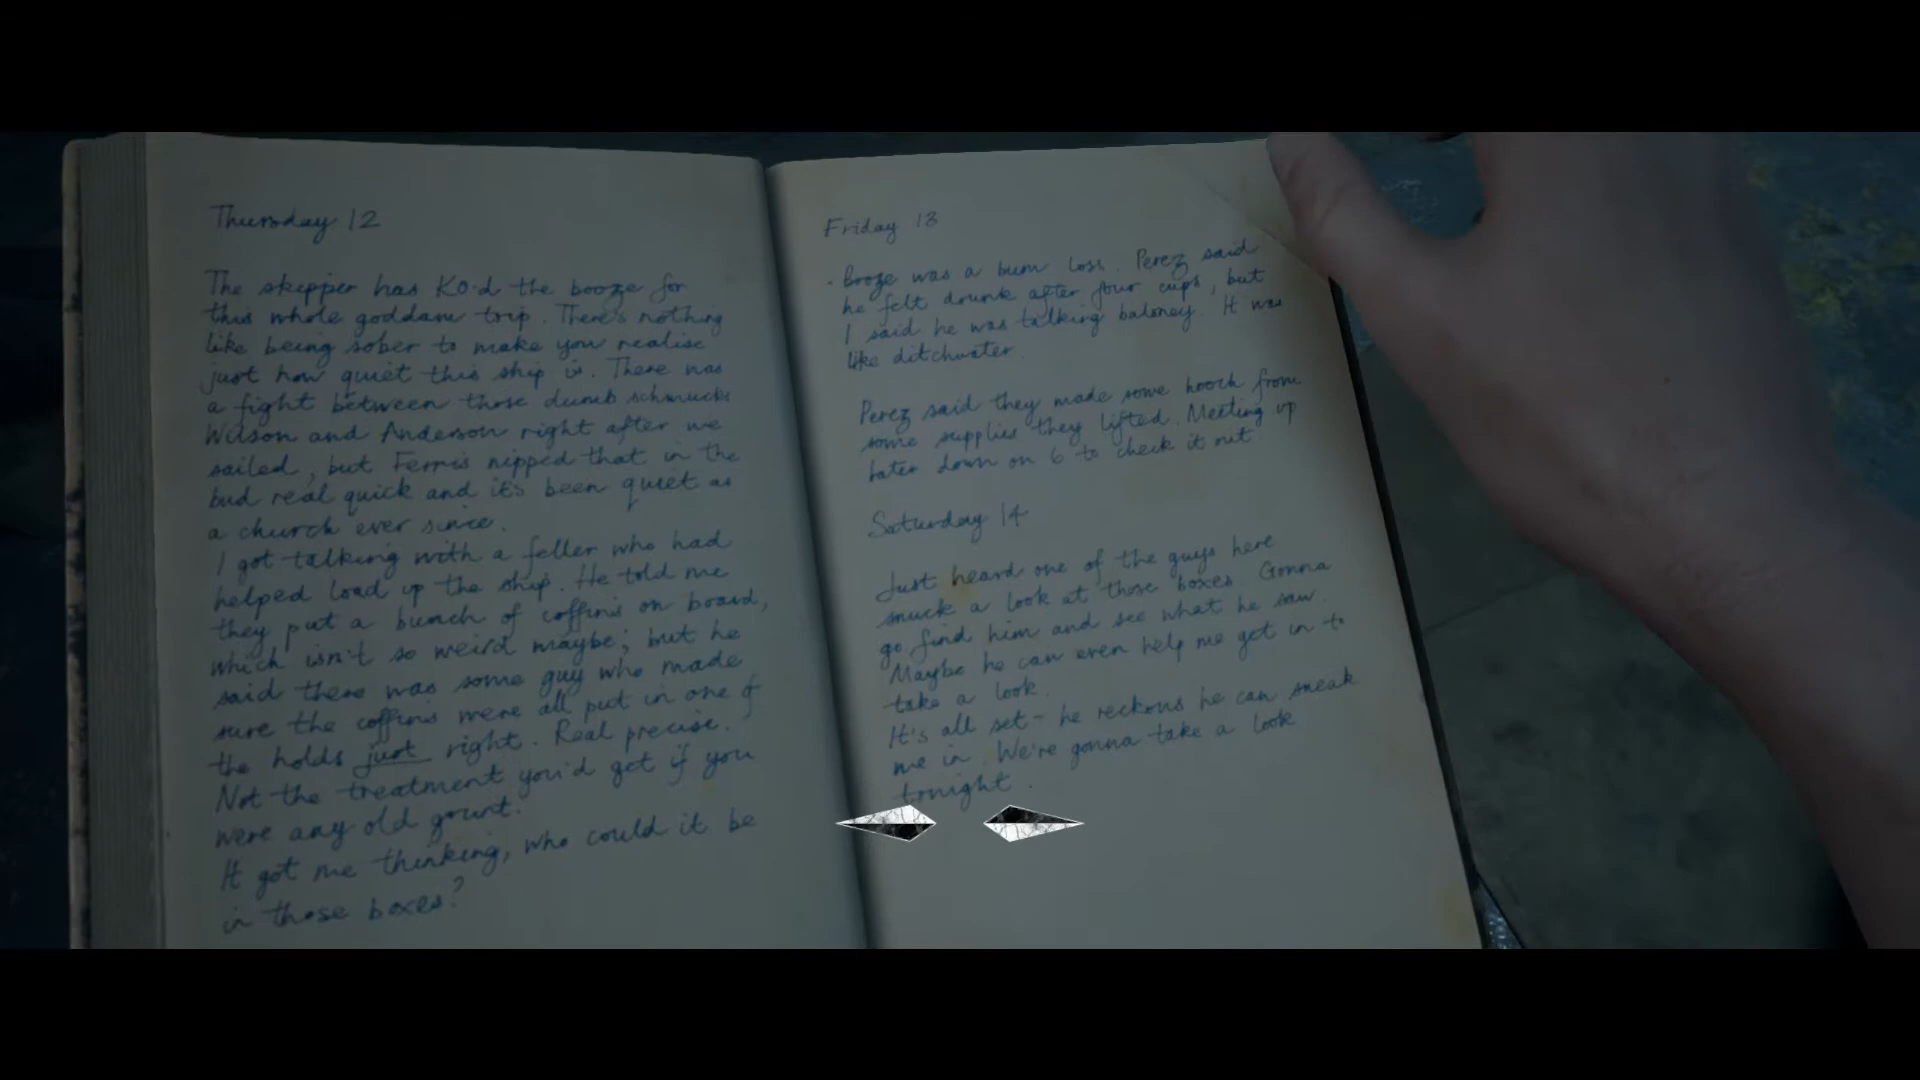 Thursday 12
The skipper has KO'd the booze for
this whole goddam trip. There's nothing
like being sober to make you realise
just how quiet this ship is. There was
a fight between those dumb schmucks
Wilson and Anderson right after we
sailed, but Ferris nipped that in the
bud real quick and it's been quiet as
a church ever since.
I got talking with a feller who had
helped load up the ship. He told me
they put a bunch of coffins on board,
which isn't so weird maybe; but he
said there was some guy who made
sure the coffins were all put in one of
the holds just right. Real precise.
Not the treatment you'd get if you
were any old grunt.
It got me thinking, who could it be
in those boxes?
Friday 13
Booze was a bum loss. Perez said
he felt drunk after four cups, but
I said he was talking baloney. It was
like ditchwater.
Perez said they made some hooch from
some supplies they lifted. Meeting up
later down on 6 to check it out
Saturday 14
Just heard one of the guys here
snuck a look at those boxes Gonna
go find him and see what he saw.
Maybe he can even help me get in to
take a look.
It's all set - he reckons he can sneak
me in. We're gonna take a look
tonight.